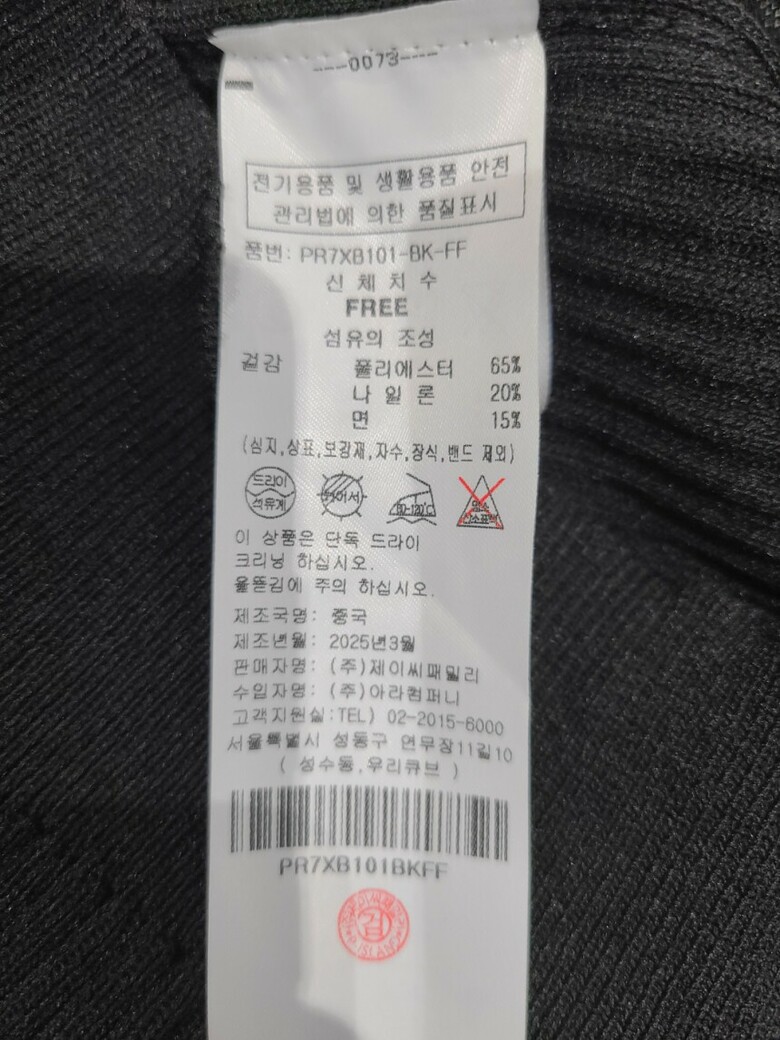 ---0073---
전기용품 및 생활용품 안전
관리법에 의한 품질표시
품번: PR7XB101-BK-FF
신 체 치 수
FREE
섬유의 조성
겉감 폴리에스터 65%
나 일 론 20%
면 15%
(심지,상표,보강재,자수,장식,밴드 제외)
드라이
석유계
80-120℃
이 상품은 단독 드라이
크리닝 하십시오.
올뜯김에 주의 하십시오.
제조국명: 중국
제조년월: 2025년3월
판매자명: (주)제이씨패밀리
수입자명: (주)아라컴퍼니
고객지원실:TEL) 02-2015-6000
서울특별시 성동구 연무장11길10
( 성수동,우리큐브 )
PR7XB101BKFF
검